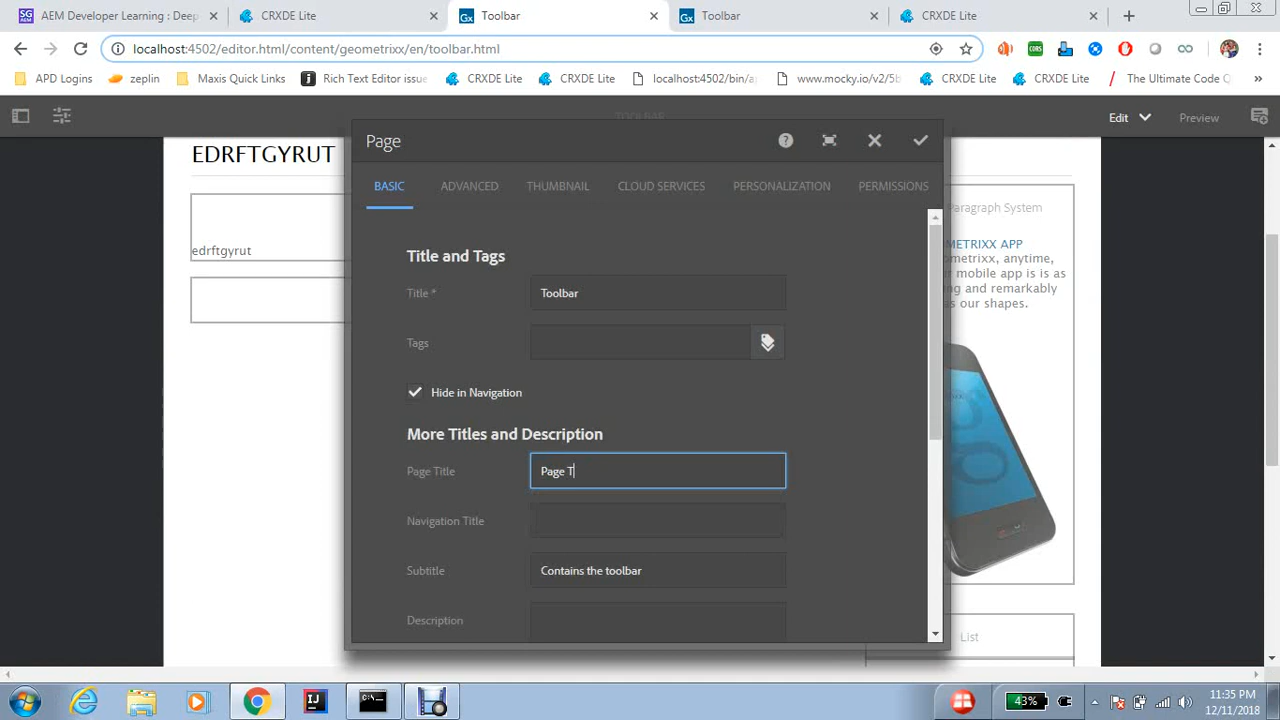 AEM Developer Learning : Deep
CRXDE Lite
Toolbar
Toolbar
CRXDE Lite
localhost:4502/editor.html/content/geometrixx/en/toolbar.html
APD Logins
zeplin
Maxis Quick Links
Rich Text Editor issue
CRXDE Lite
CRXDE Lite
localhost:4502/bin/a
www.mocky.io/v2/5b
CRXDE Lite
CRXDE Lite
The Ultimate Code Q
TOOLBAR
Edit
Preview
EDRFTGYRUT
Page
BASIC
ADVANCED
THUMBNAIL
CLOUD SERVICES
PERSONALIZATION
PERMISSIONS
edrftgyrut
Title and Tags
Title *
Toolbar
Tags
Hide in Navigation
More Titles and Description
Page Title
Page T
Navigation Title
Subtitle
Contains the toolbar
Description
Paragraph System
METRIXX APP
ometrixx, anytime,
ur mobile app is is as
ng and remarkably
as our shapes.
List
43%
11:35 PM
12/11/2018